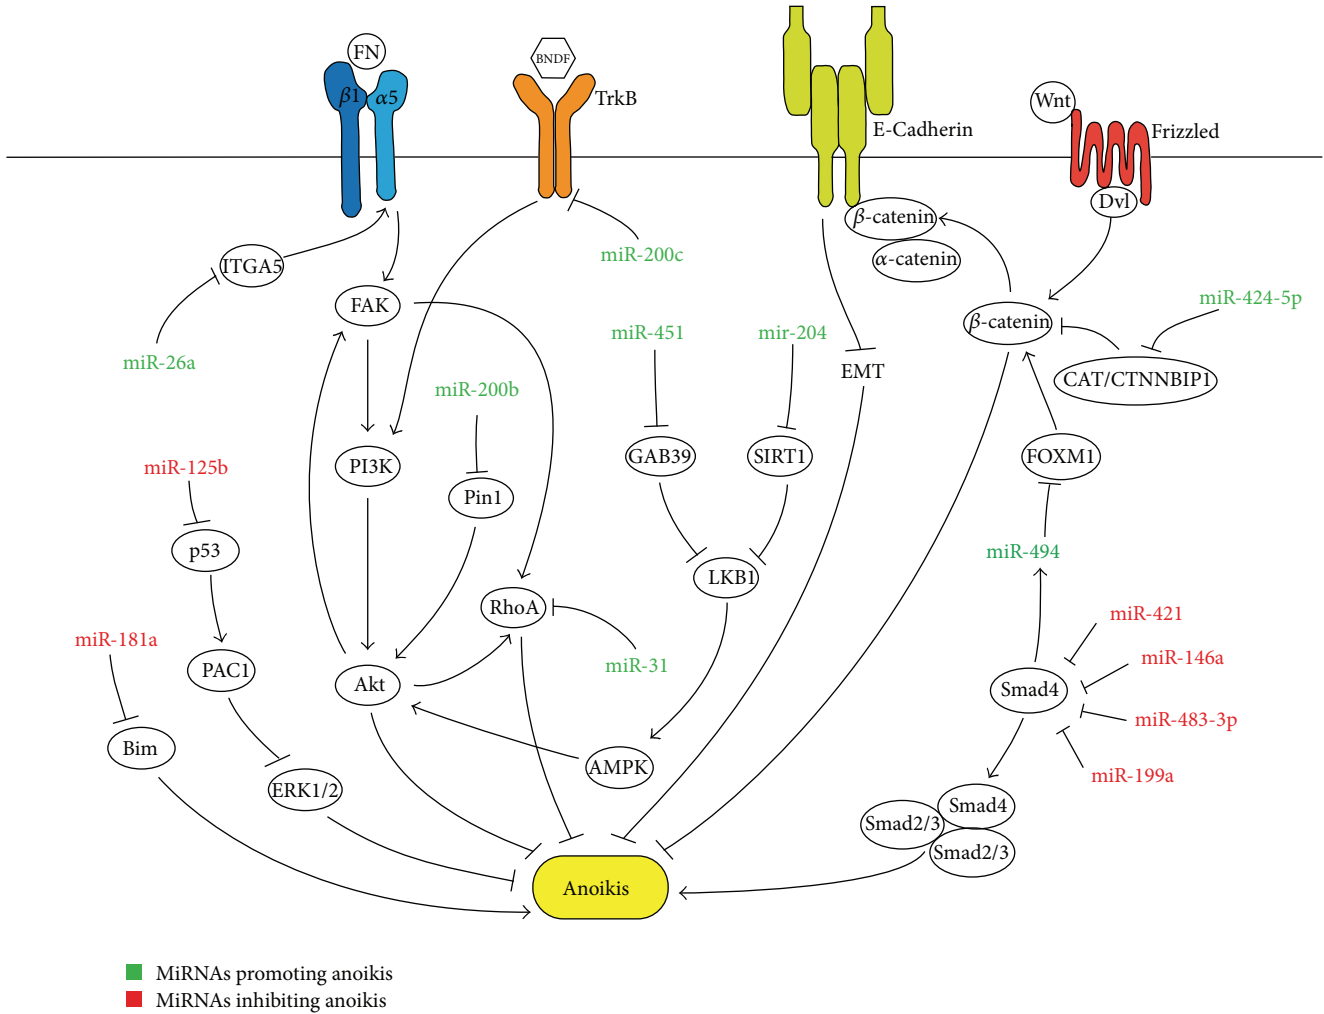 FN
β1
α5
BNDF
TrkB
E-Cadherin
Wnt
Frizzled
Dvl
β-catenin
α-catenin
ITGA5
miR-200c
miR-26a
FAK
miR-451
mir-204
β-catenin
miR-424-5p
EMT
CAT/CTNNBIP1
miR-200b
miR-125b
PI3K
Pin1
GAB39
SIRT1
FOXM1
p53
miR-494
LKB1
RhoA
miR-421
miR-181a
PAC1
Akt
miR-31
miR-146a
Smad4
miR-483-3p
Bim
ERK1/2
AMPK
miR-199a
Smad4
Smad2/3
Smad2/3
Anoikis
MiRNAs promoting anoikis
MiRNAs inhibiting anoikis